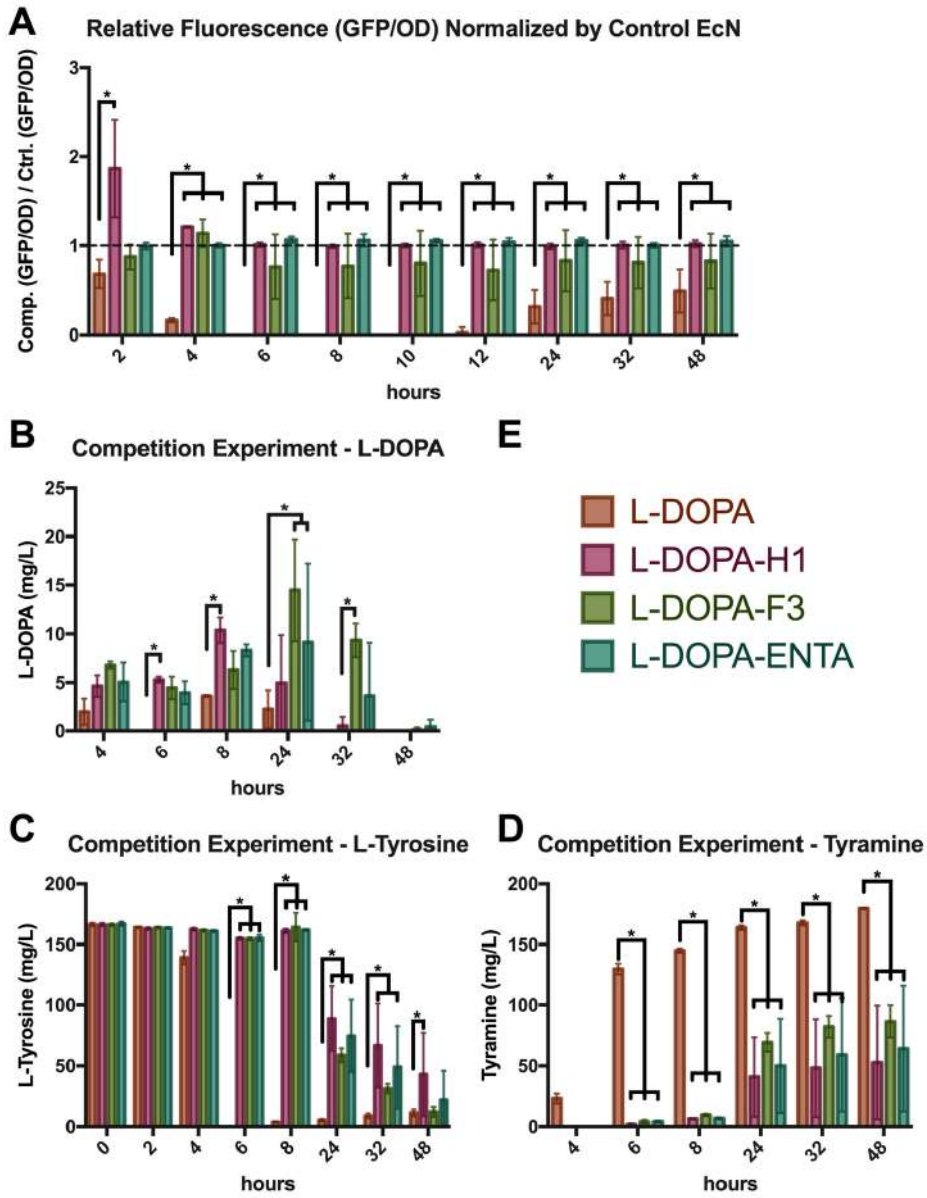 A
Relative Fluorescence (GFP/OD) Normalized by Control EcN
Comp. (GFP/OD) / Ctrl. (GFP/OD)
3
2
1
0
* * * * * * * * *
2 4 6 8 10 12 24 32 48
hours
B
Competition Experiment - L-DOPA
L-DOPA (mg/L)
25
20
15
10
5
0
* * * *
4 6 8 24 32 48
hours
E
L-DOPA
L-DOPA-H1
L-DOPA-F3
L-DOPA-ENTA
C
Competition Experiment - L-Tyrosine
L-Tyrosine (mg/L)
200
150
100
50
0
* * * * *
0 2 4 6 8 24 32 48
hours
D
Competition Experiment - Tyramine
Tyramine (mg/L)
200
150
100
50
0
* * * * *
4 6 8 24 32 48
hours